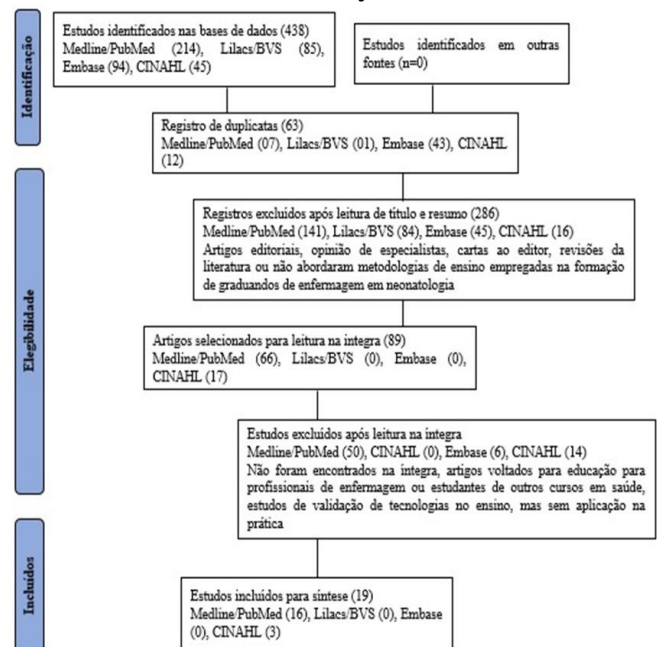 Identificação
Estudos identificados nas bases de dados (438)
Medline/PubMed (214), Lilacs/BVS (85),
Embase (94), CINAHL (45)
Estudos identificados em outras
fontes (n=0)
Registro de duplicatas (63)
Medline/PubMed (07), Lilacs/BVS (01), Embase (43), CINAHL
(12)
Elegibilidade
Registros excluídos após leitura de título e resumo (286)
Medline/PubMed (141), Lilacs/BVS (84), Embase (45), CINAHL (16)
Artigos editoriais, opinião de especialistas, cartas ao editor, revisões da
literatura ou não abordaram metodologias de ensino empregadas na formação
de graduandos de enfermagem em neonatologia
Artigos selecionados para leitura na integra (89)
Medline/PubMed (66), Lilacs/BVS (0), Embase (0),
CINAHL (17)
Estudos excluídos após leitura na integra
Medline/PubMed (50), CINAHL (0), Embase (6), CINAHL (14)
Não foram encontrados na integra, artigos voltados para educação para
profissionais de enfermagem ou estudantes de outros cursos em saúde,
estudos de validação de tecnologias no ensino, mas sem aplicação na
prática
Incluídos
Estudos incluídos para síntese (19)
Medline/PubMed (16), Lilacs/BVS (0), Embase
(0), CINAHL (3)